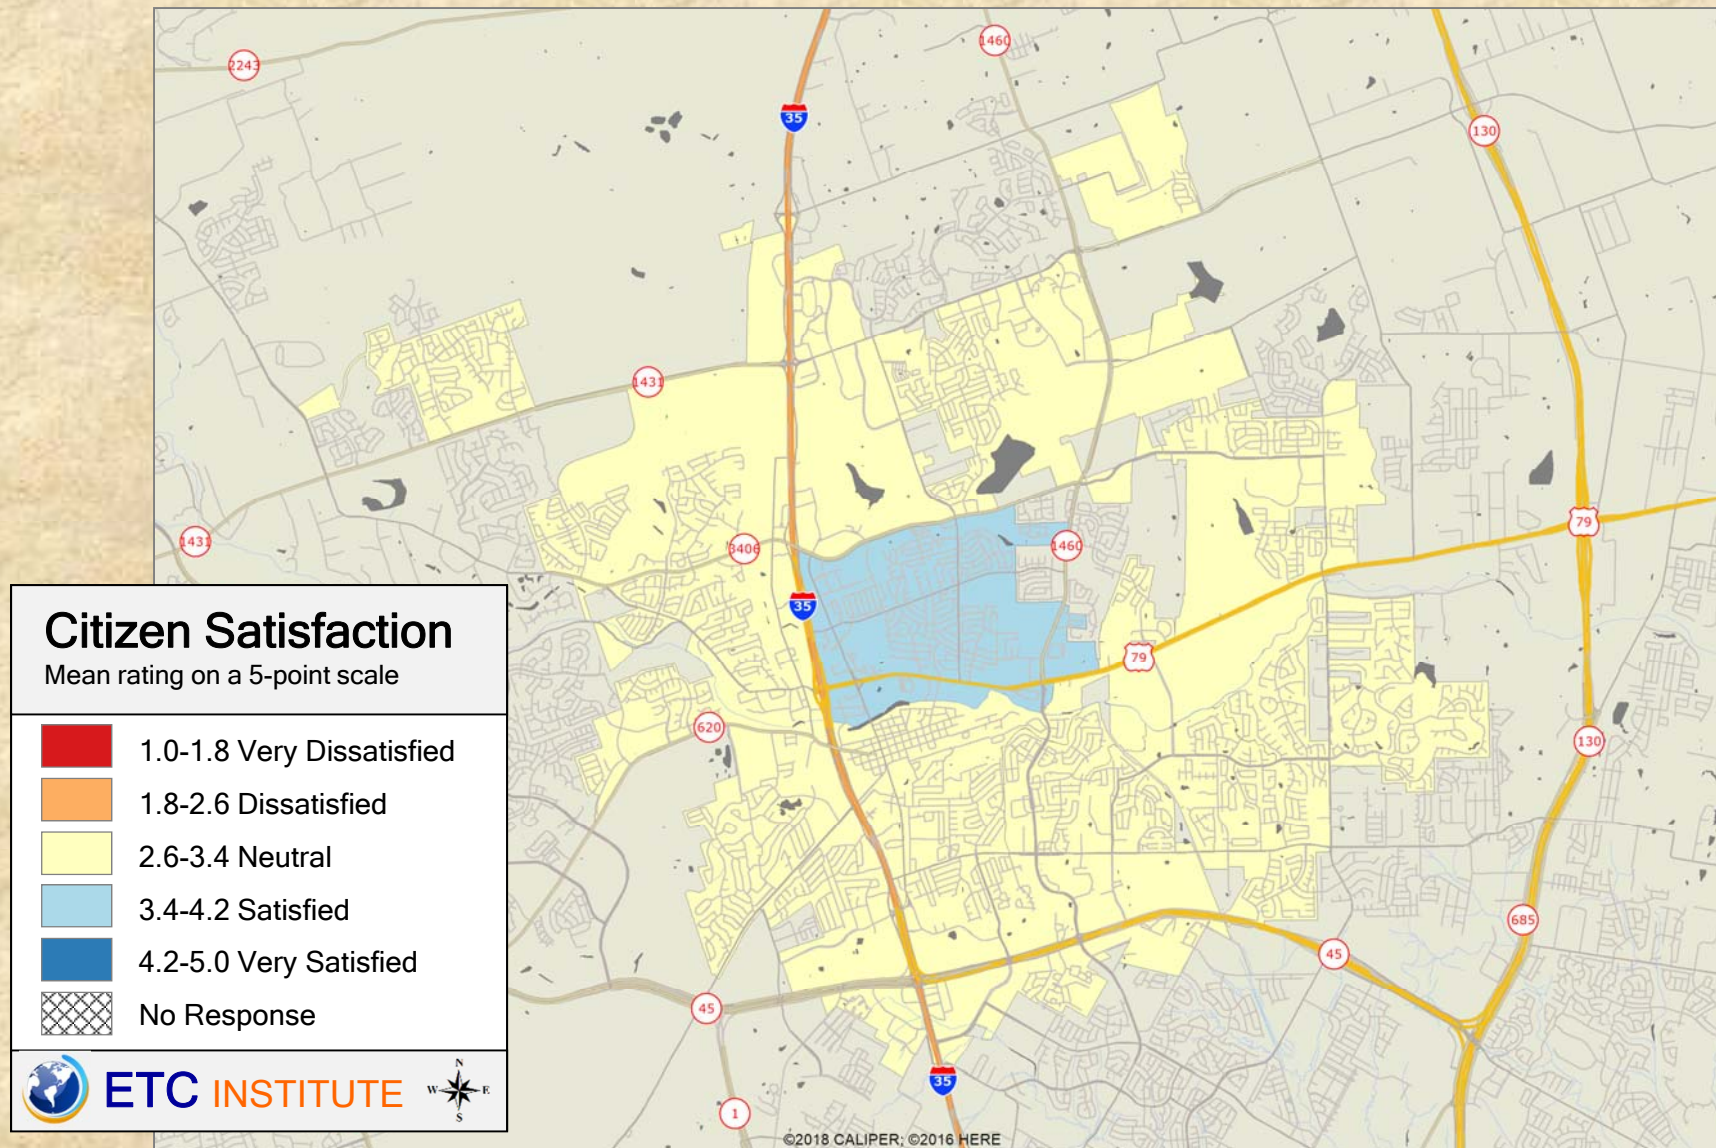 2243
1460
35
130
1431
1431
3406
1460
79
35
79
620
130
685
45
45
35
1
Citizen Satisfaction
Mean rating on a 5-point scale
1.0-1.8 Very Dissatisfied
1.8-2.6 Dissatisfied
2.6-3.4 Neutral
3.4-4.2 Satisfied
4.2-5.0 Very Satisfied
No Response
ETC INSTITUTE
N
W E
S
©2018 CALIPER; ©2016 HERE